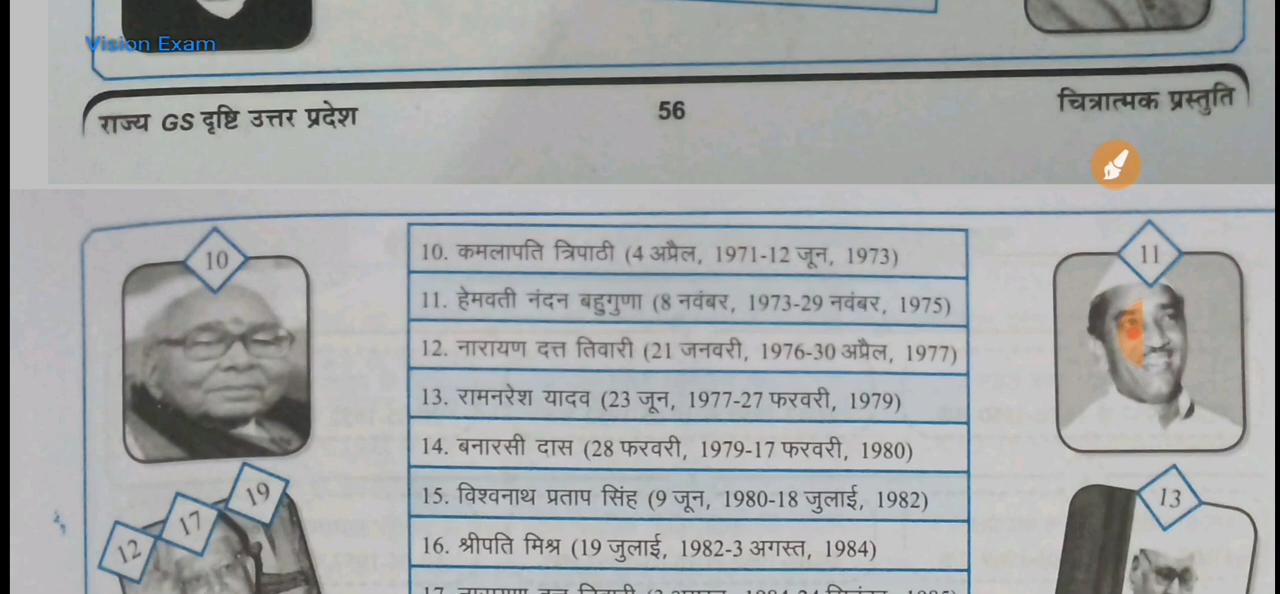 Vision Exam
राज्य GS दृष्टि उत्तर प्रदेश
56
चित्रात्मक प्रस्तुति
10
10. कमलापति त्रिपाठी (4 अप्रैल, 1971-12 जून, 1973)
11
11. हेमवती नंदन बहुगुणा (8 नवंबर, 1973-29 नवंबर, 1975)
12. नारायण दत्त तिवारी (21 जनवरी, 1976-30 अप्रैल, 1977)
13. रामनरेश यादव (23 जून, 1977-27 फरवरी, 1979)
14. बनारसी दास (28 फरवरी, 1979-17 फरवरी, 1980)
15. विश्वनाथ प्रताप सिंह (9 जून, 1980-18 जुलाई, 1982)
16. श्रीपति मिश्र (19 जुलाई, 1982-3 अगस्त, 1984)
19
17
12
13